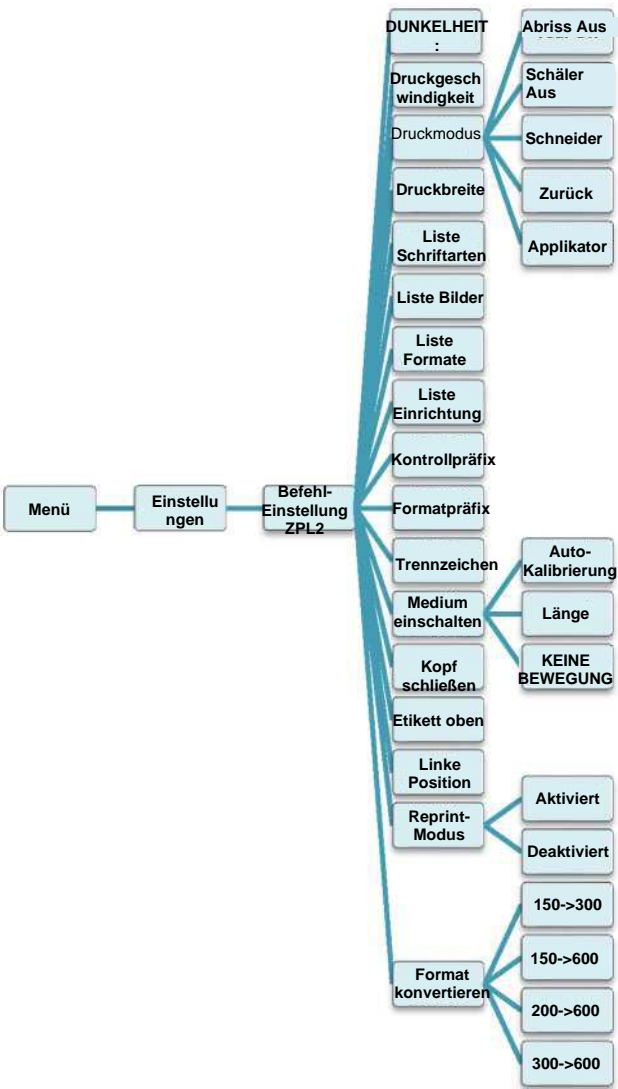 Menü
Einstellu
ngen
Befehl-
Einstellung
ZPL2
DUNKELHEIT
:
Druckgesch
windigkeit
Druckmodus
Abriss Aus
Schäler
Aus
Schneider
Zurück
Applikator
Druckbreite
Liste
Schriftarten
Liste Bilder
Liste
Formate
Liste
Einrichtung
Kontrollpräfix
Formatpräfix
Trennzeichen
Medium
einschalten
Auto-
Kalibrierung
Länge
KEINE
BEWEGUNG
Kopf
schließen
Etikett oben
Linke
Position
Reprint-
Modus
Aktiviert
Deaktiviert
Format
konvertieren
150->300
150->600
200->600
300->600